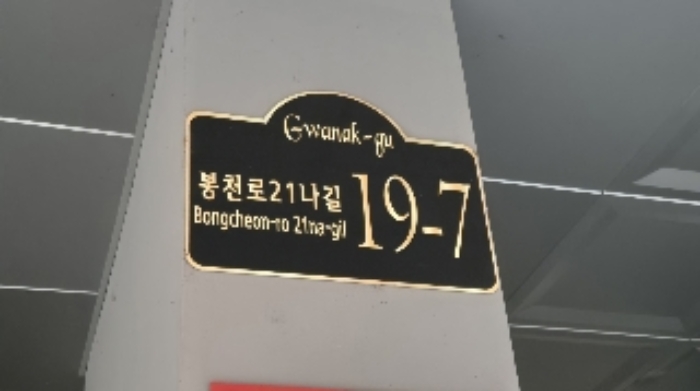 Gwanak-gu
봉천로21나길
Bongcheon-ro 21na-gil
19-7